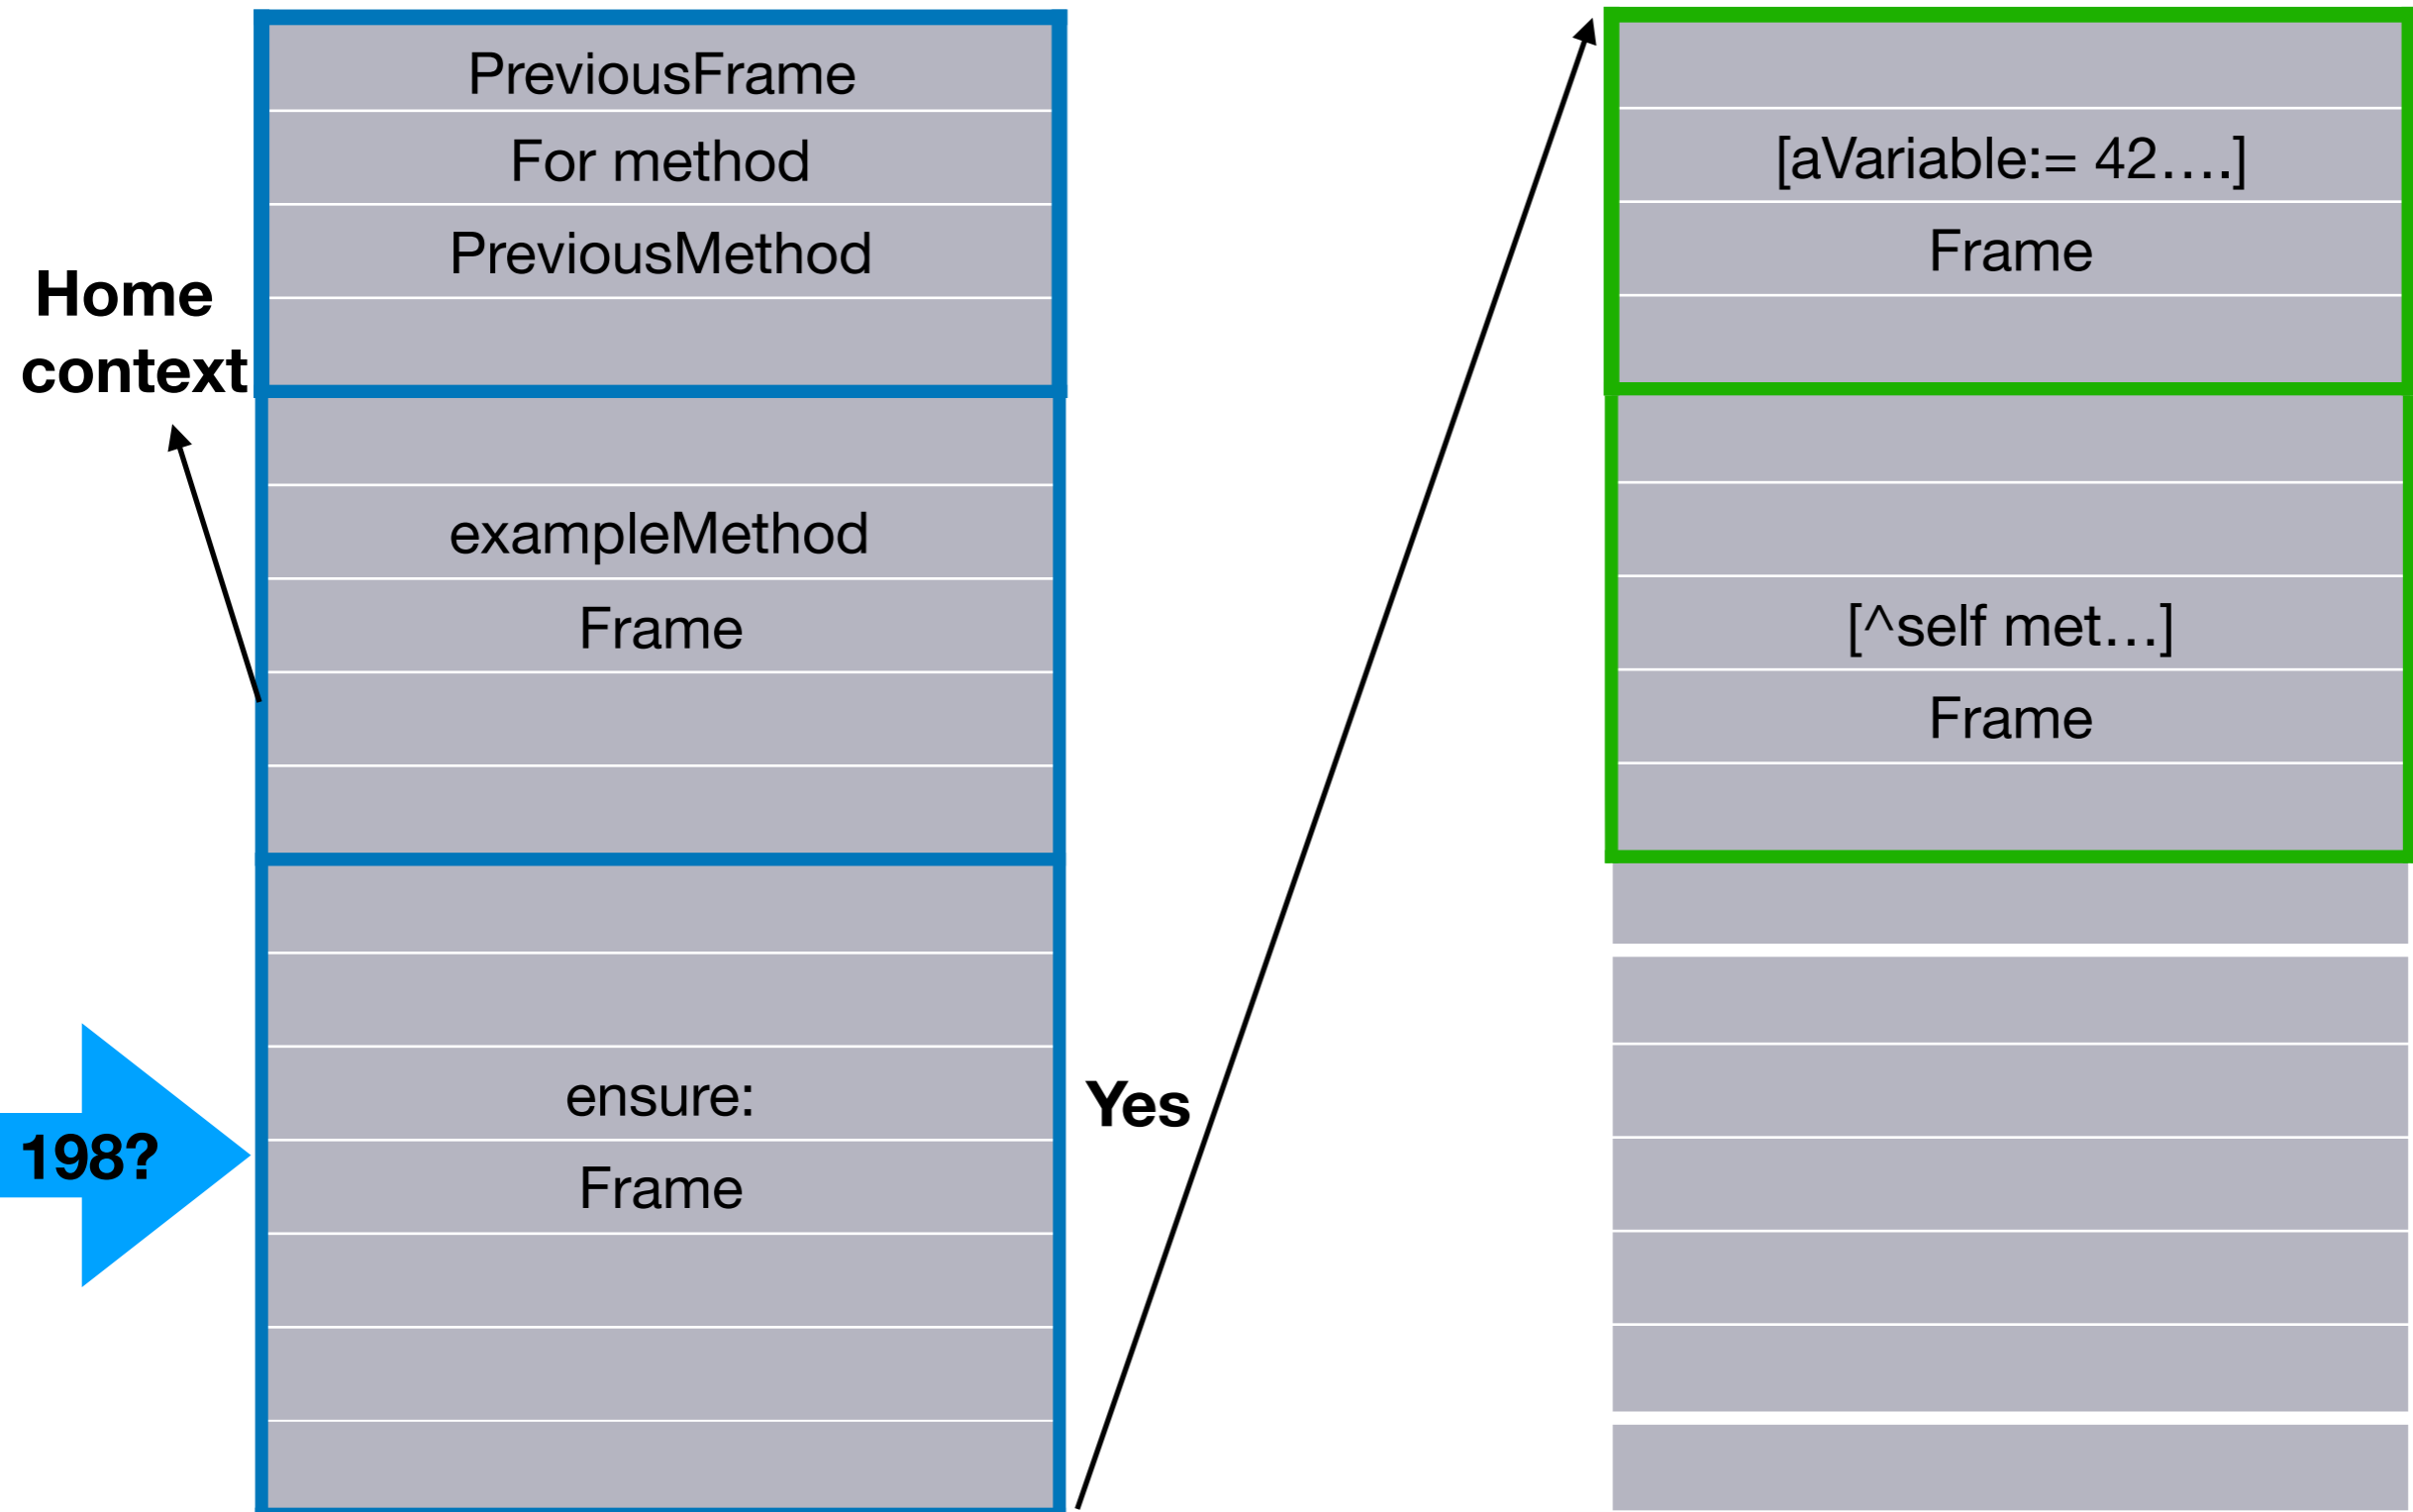 PreviousFrame
For method
PreviousMethod
Home
context
exampleMethod
Frame
198?
ensure:
Frame
Yes
[aVariable:= 42....]
Frame
[^self met...]
Frame